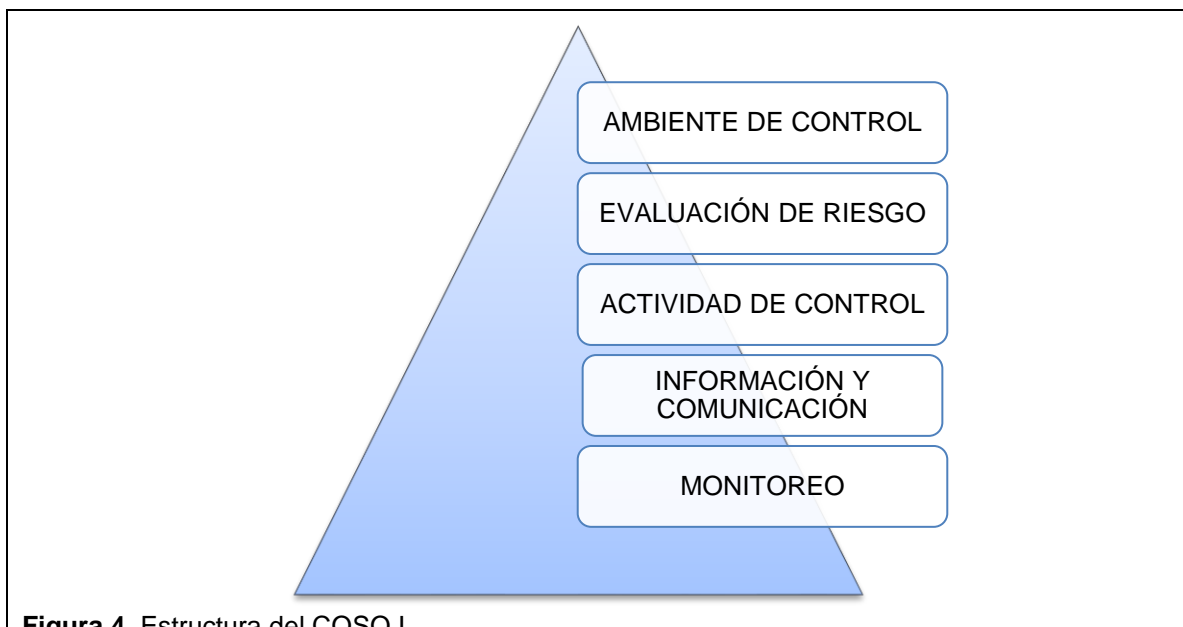 AMBIENTE DE CONTROL
EVALUACIÓN DE RIESGO
ACTIVIDAD DE CONTROL
INFORMACIÓN Y
COMUNICACIÓN
MONITOREO
Figura 4. Estructura del COSO I